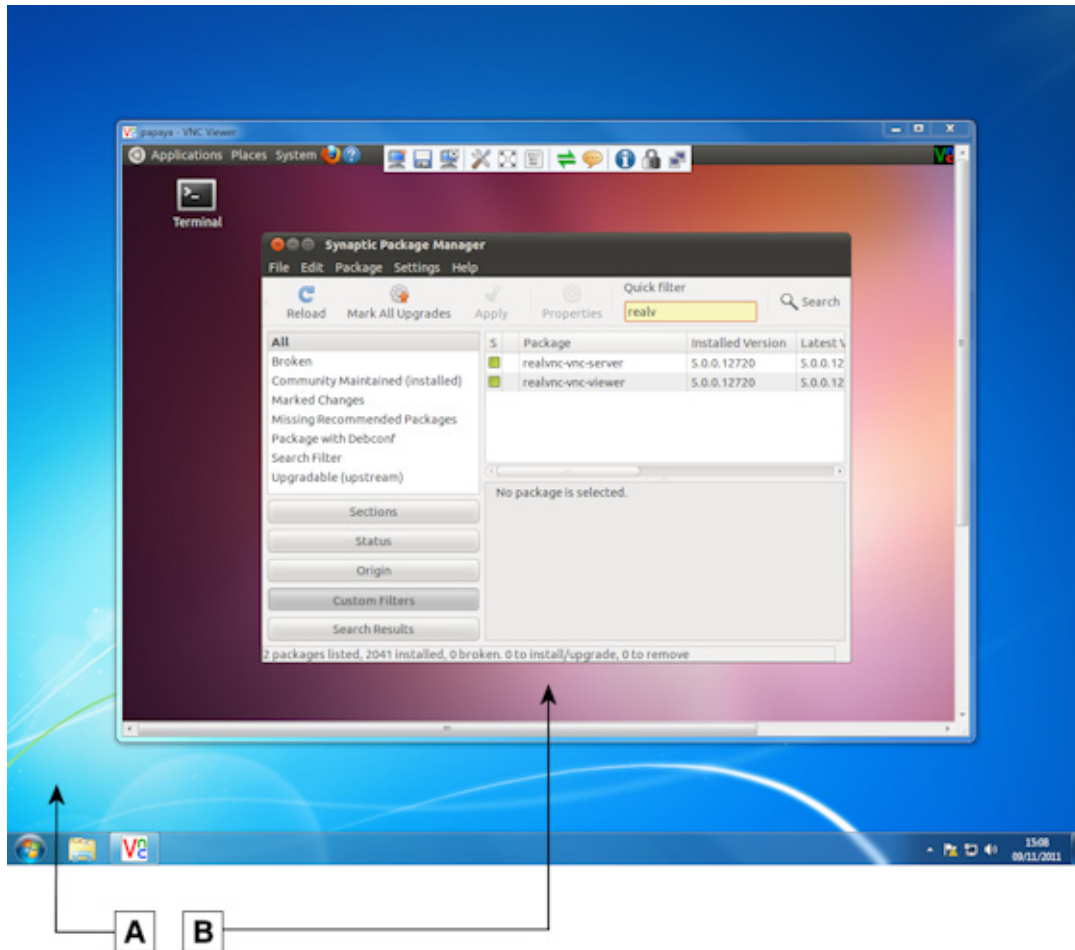 papaya - VNC Viewer
Applications Places System
Terminal
Synaptic Package Manager
File Edit Package Settings Help
Reload Mark All Upgrades Apply Properties
Quick filter
realv
Search
All
Broken
Community Maintained (installed)
Marked Changes
Missing Recommended Packages
Package with Debconf
Search Filter
Upgradable (upstream)
Sections
Status
Origin
Custom Filters
Search Results
S Package Installed Version Latest V
realvnc-vnc-server 5.0.0.12720 5.0.0.12
realvnc-vnc-viewer 5.0.0.12720 5.0.0.12
No package is selected.
2 packages listed, 2041 installed, 0 broken. 0 to install/upgrade, 0 to remove
15:08
09/11/2011
A B